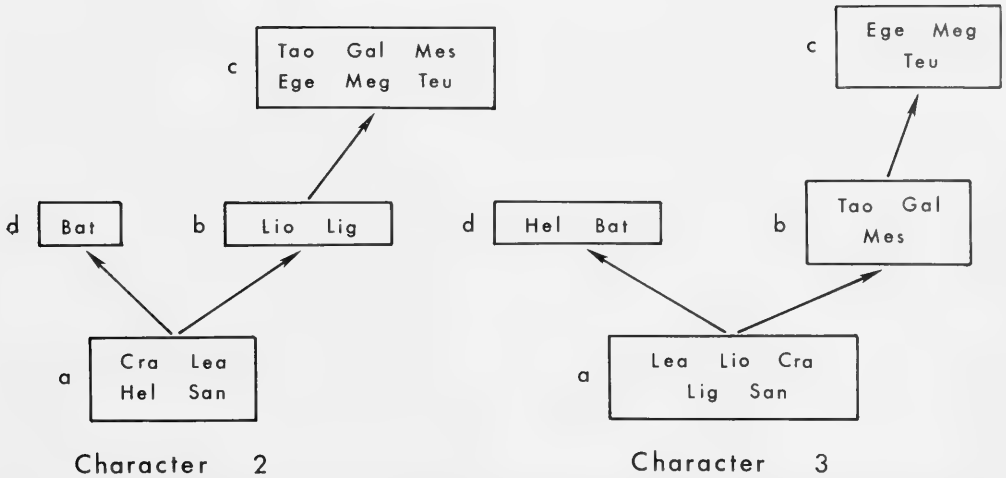 c
Tao Gal Mes
Ege Meg Teu
d
Bat
b
Lio Lig
a
Cra Lea
Hel San
Character 2
c
Ege Meg
Teu
d
Hel Bat
b
Tao Gal
Mes
a
Lea Lio Cra
Lig San
Character 3